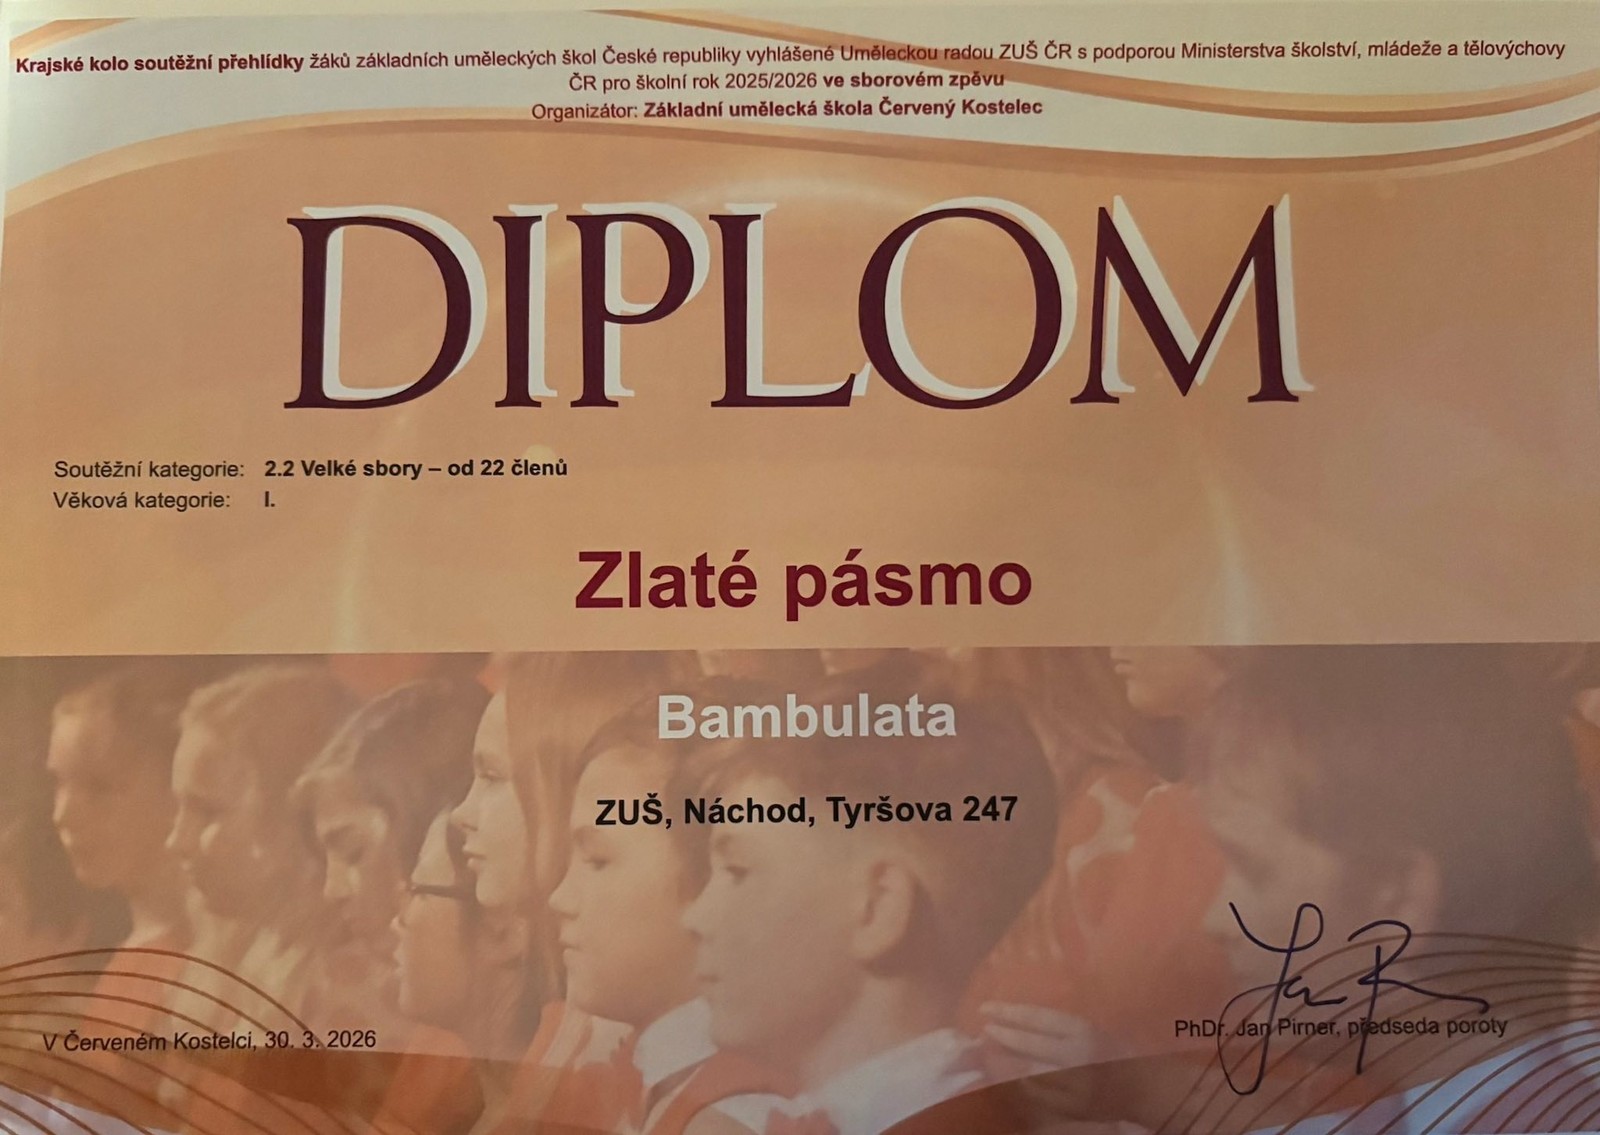 Krajské kolo soutěžní přehlídky žáků základních uměleckých škol České republiky vyhlášené Uměleckou radou ZUŠ ČR s podporou Ministerstva školství, mládeže a tělovýchovy
ČR pro školní rok 2025/2026 ve sborovém zpěvu
Organizátor: Základní umělecká škola Červený Kostelec
DIPLOM
Soutěžní kategorie: 2.2 Velké sbory – od 22 členů
Věková kategorie: I.
Zlaté pásmo
Bambulata
ZUŠ, Náchod, Tyršova 247
V Červeném Kostelci, 30. 3. 2026
PhDr. Jan Pirner, předseda poroty